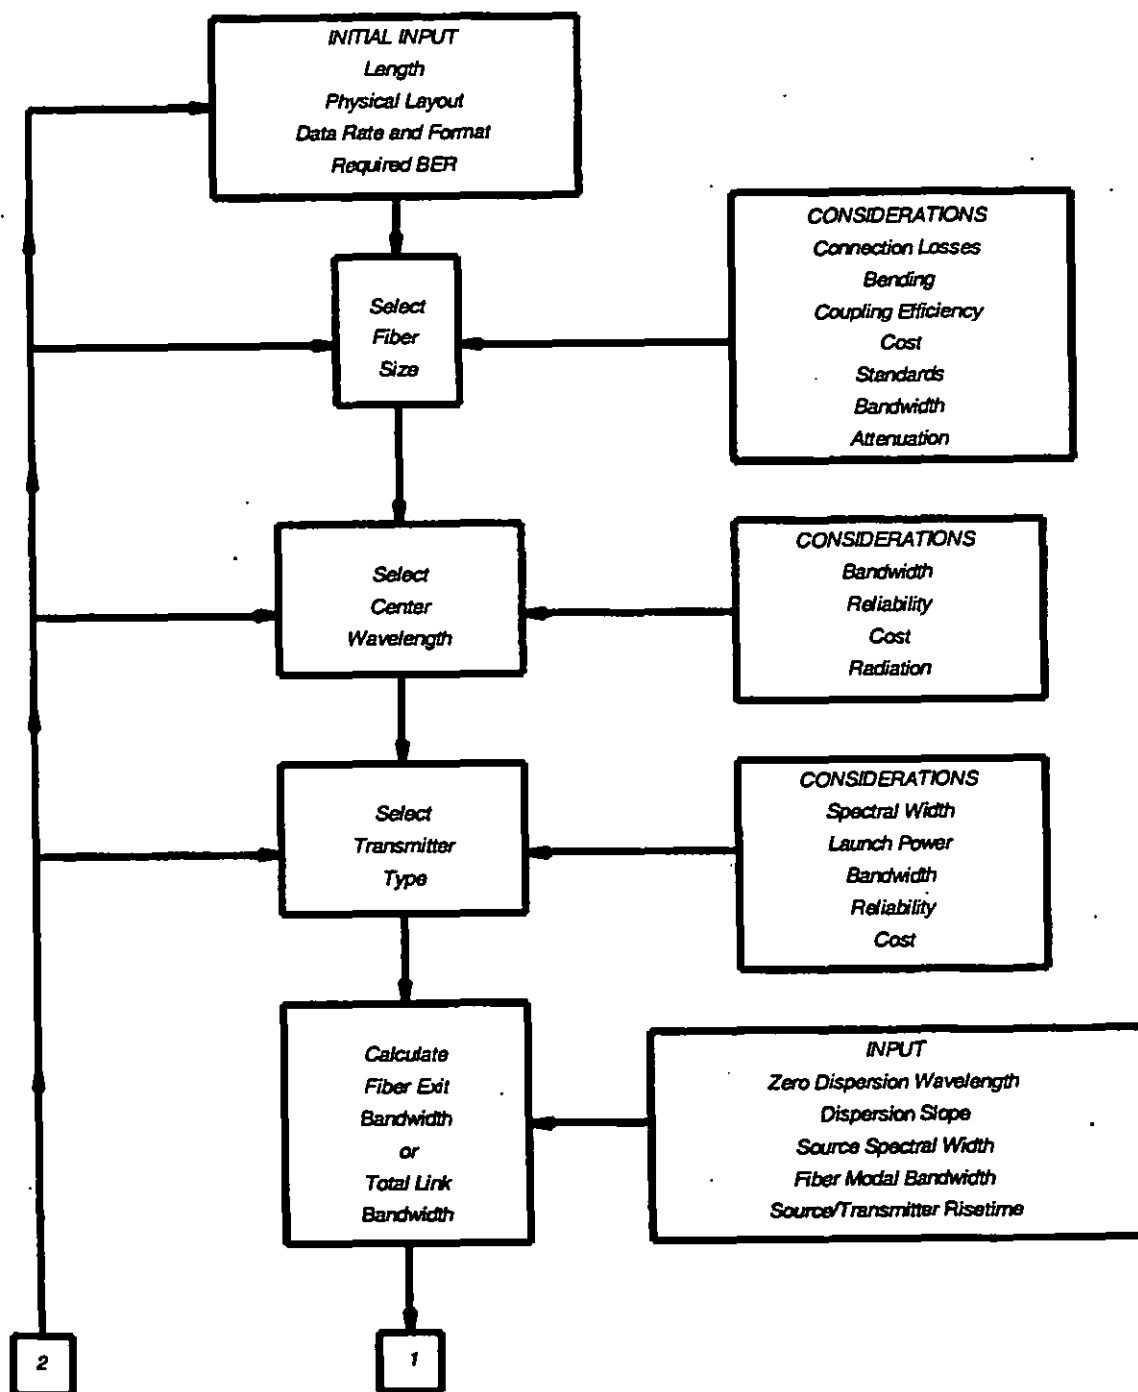 INITIAL INPUT
Length
Physical Layout
Data Rate and Format
Required BER
CONSIDERATIONS
Connection Losses
Bending
Coupling Efficiency
Cost
Standards
Bandwidth
Attenuation
Select
Fiber
Size
CONSIDERATIONS
Bandwidth
Reliability
Cost
Radiation
Select
Center
Wavelength
CONSIDERATIONS
Spectral Width
Launch Power
Bandwidth
Reliability
Cost
Select
Transmitter
Type
INPUT
Zero Dispersion Wavelength
Dispersion Slope
Source Spectral Width
Fiber Modal Bandwidth
Source/Transmitter Risetime
Calculate
Fiber Exit
Bandwidth
or
Total Link
Bandwidth
2
1